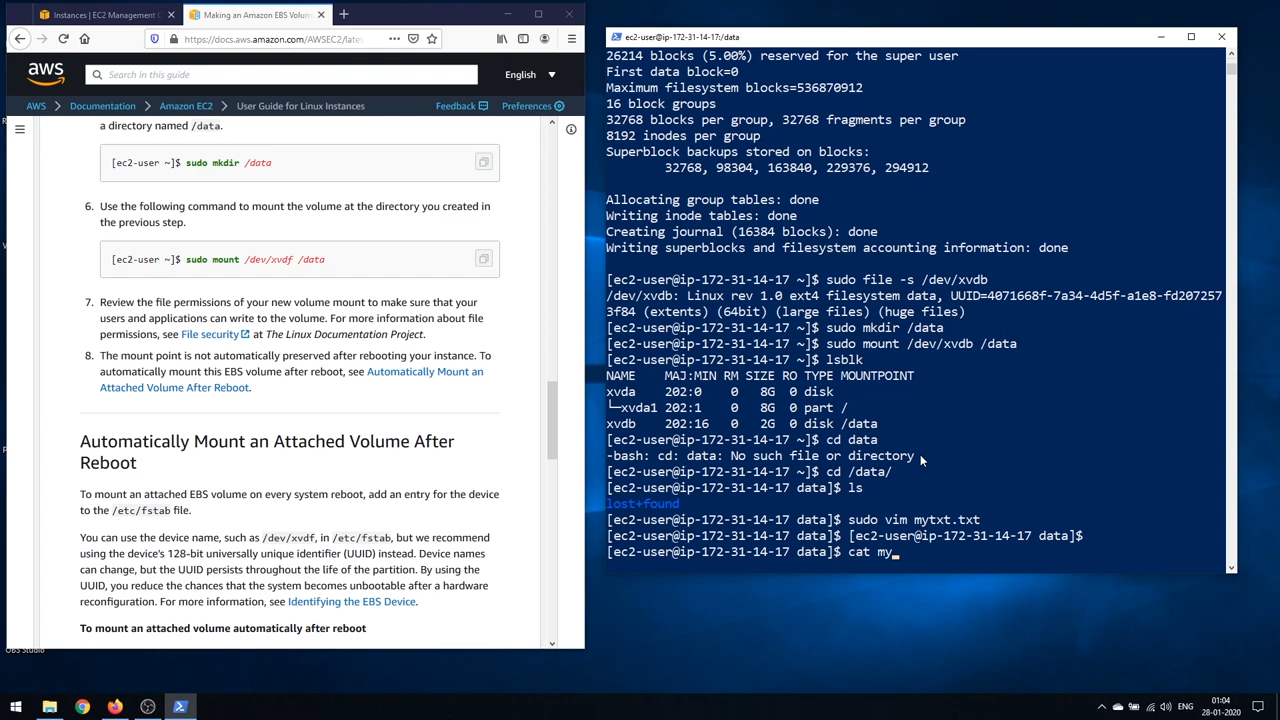 Instances | EC2 Management C
Making an Amazon EBS Volum
https://docs.aws.amazon.com/AWSEC2/lates
aws
Search in this guide
English
AWS > Documentation > Amazon EC2 > User Guide for Linux Instances
Feedback
Preferences
a directory named /data.
[ec2-user ~]$ sudo mkdir /data
6. Use the following command to mount the volume at the directory you created in
the previous step.
[ec2-user ~]$ sudo mount /dev/xvdf /data
7. Review the file permissions of your new volume mount to make sure that your
users and applications can write to the volume. For more information about file
permissions, see File security at The Linux Documentation Project.
8. The mount point is not automatically preserved after rebooting your instance. To
automatically mount this EBS volume after reboot, see Automatically Mount an
Attached Volume After Reboot.
Automatically Mount an Attached Volume After
Reboot
To mount an attached EBS volume on every system reboot, add an entry for the device
to the /etc/fstab file.
You can use the device name, such as /dev/xvdf, in /etc/fstab, but we recommend
using the device's 128-bit universally unique identifier (UUID) instead. Device names
can change, but the UUID persists throughout the life of the partition. By using the
UUID, you reduce the chances that the system becomes unbootable after a hardware
reconfiguration. For more information, see Identifying the EBS Device.
To mount an attached volume automatically after reboot
ec2-user@ip-172-31-14-17:/data
26214 blocks (5.00%) reserved for the super user
First data block=0
Maximum filesystem blocks=536870912
16 block groups
32768 blocks per group, 32768 fragments per group
8192 inodes per group
Superblock backups stored on blocks:
32768, 98304, 163840, 229376, 294912
Allocating group tables: done
Writing inode tables: done
Creating journal (16384 blocks): done
Writing superblocks and filesystem accounting information: done
[ec2-user@ip-172-31-14-17 ~]$ sudo file -s /dev/xvdb
/dev/xvdb: Linux rev 1.0 ext4 filesystem data, UUID=4071668f-7a34-4d5f-a1e8-fd207257
3f84 (extents) (64bit) (large files) (huge files)
[ec2-user@ip-172-31-14-17 ~]$ sudo mkdir /data
[ec2-user@ip-172-31-14-17 ~]$ sudo mount /dev/xvdb /data
[ec2-user@ip-172-31-14-17 ~]$ lsblk
NAME MAJ:MIN RM SIZE RO TYPE MOUNTPOINT
xvda 202:0 0 8G 0 disk
└─xvda1 202:1 0 8G 0 part /
xvdb 202:16 0 2G 0 disk /data
[ec2-user@ip-172-31-14-17 ~]$ cd data
-bash: cd: data: No such file or directory
[ec2-user@ip-172-31-14-17 ~]$ cd /data/
[ec2-user@ip-172-31-14-17 data]$ ls
lost+found
[ec2-user@ip-172-31-14-17 data]$ sudo vim mytxt.txt
[ec2-user@ip-172-31-14-17 data]$ [ec2-user@ip-172-31-14-17 data]$
[ec2-user@ip-172-31-14-17 data]$ cat my_
OBS Studio
ENG
01:04
28-01-2020